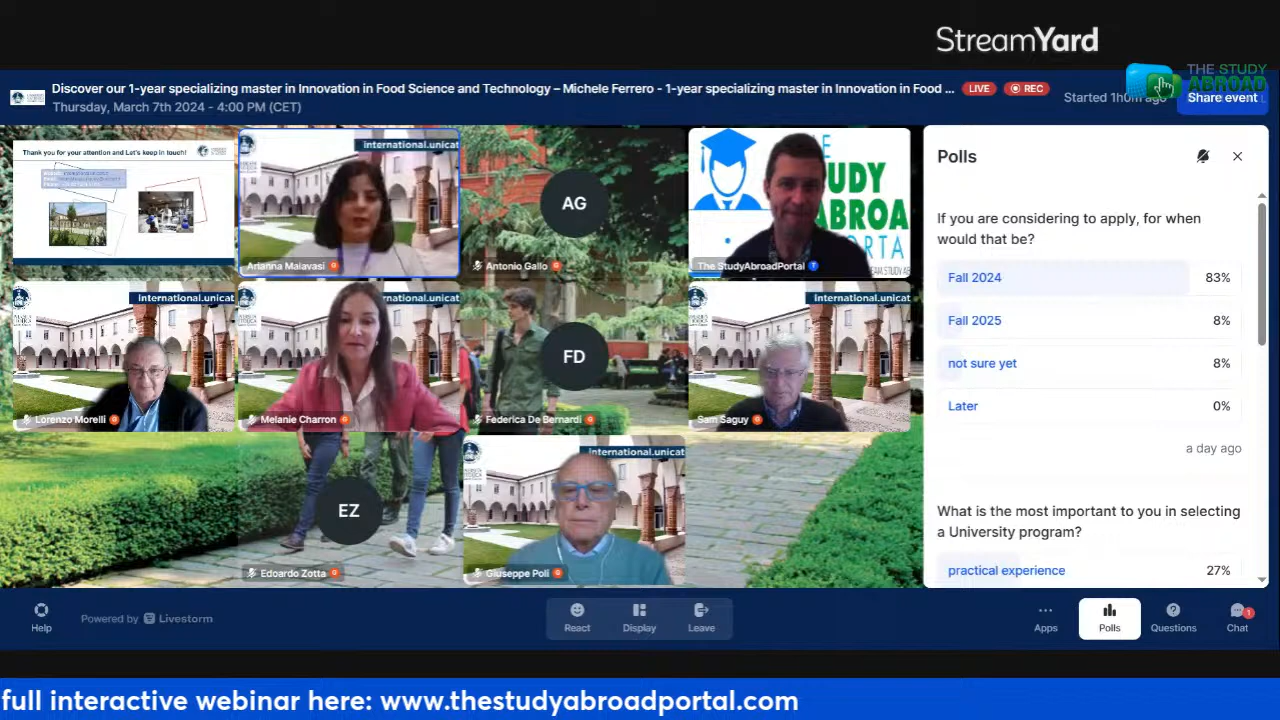 StreamYard
THE STUDY
ABROAD
Discover our 1-year specializing master in Innovation in Food Science and Technology – Michele Ferrero - 1-year specializing master in Innovation in Food ...
LIVE
REC
Thursday, March 7th 2024 - 4:00 PM (CET)
Started 1h0m ago
Share event
Thank you for your attention and Let's keep in touch!
international.unicat
Arianna Malavasi
AG
Antonio Gallo
UDY
ABROA
PORTA
The StudyAbroadPortal
T
international.unicat
Lorenzo Morelli
national.unicat
Melanie Charron
FD
Federica De Bernardi
international.unicat
Sam Saguy
EZ
Edoardo Zotta
international.unicat
Giuseppe Poli
Polls
If you are considering to apply, for when
would that be?
Fall 2024 83%
Fall 2025 8%
not sure yet 8%
Later 0%
a day ago
What is the most important to you in selecting
a University program?
practical experience 27%
Help
Powered by Livestorm
React
Display
Leave
Apps
Polls
Questions
Chat
1
full interactive webinar here: www.thestudyabroadportal.com